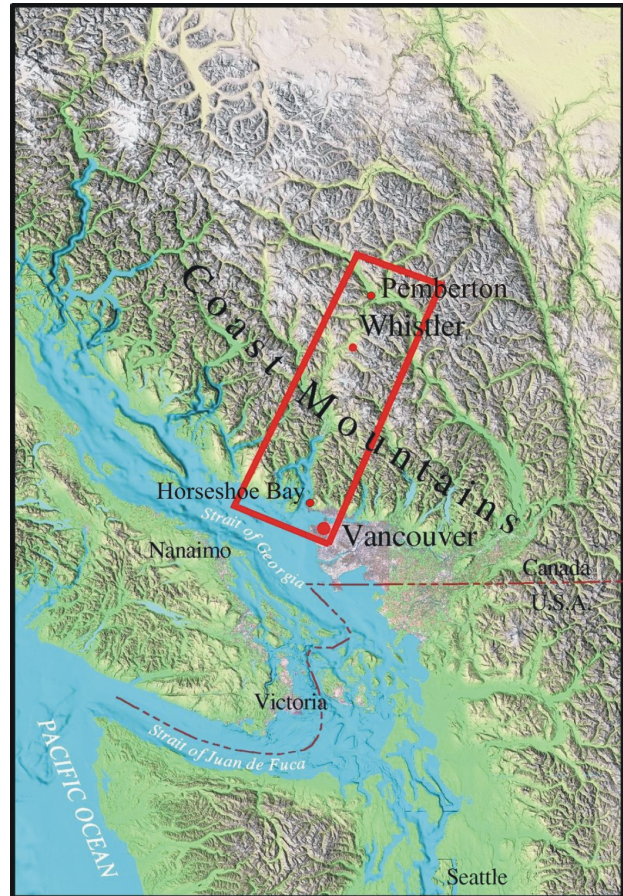 Pemberton
Whistler
Coast Mountains
Horseshoe Bay
Strait of Georgia
Vancouver
Nanaimo
Canada
U.S.A.
Victoria
Strait of Juan de Fuca
PACIFIC OCEAN
Seattle